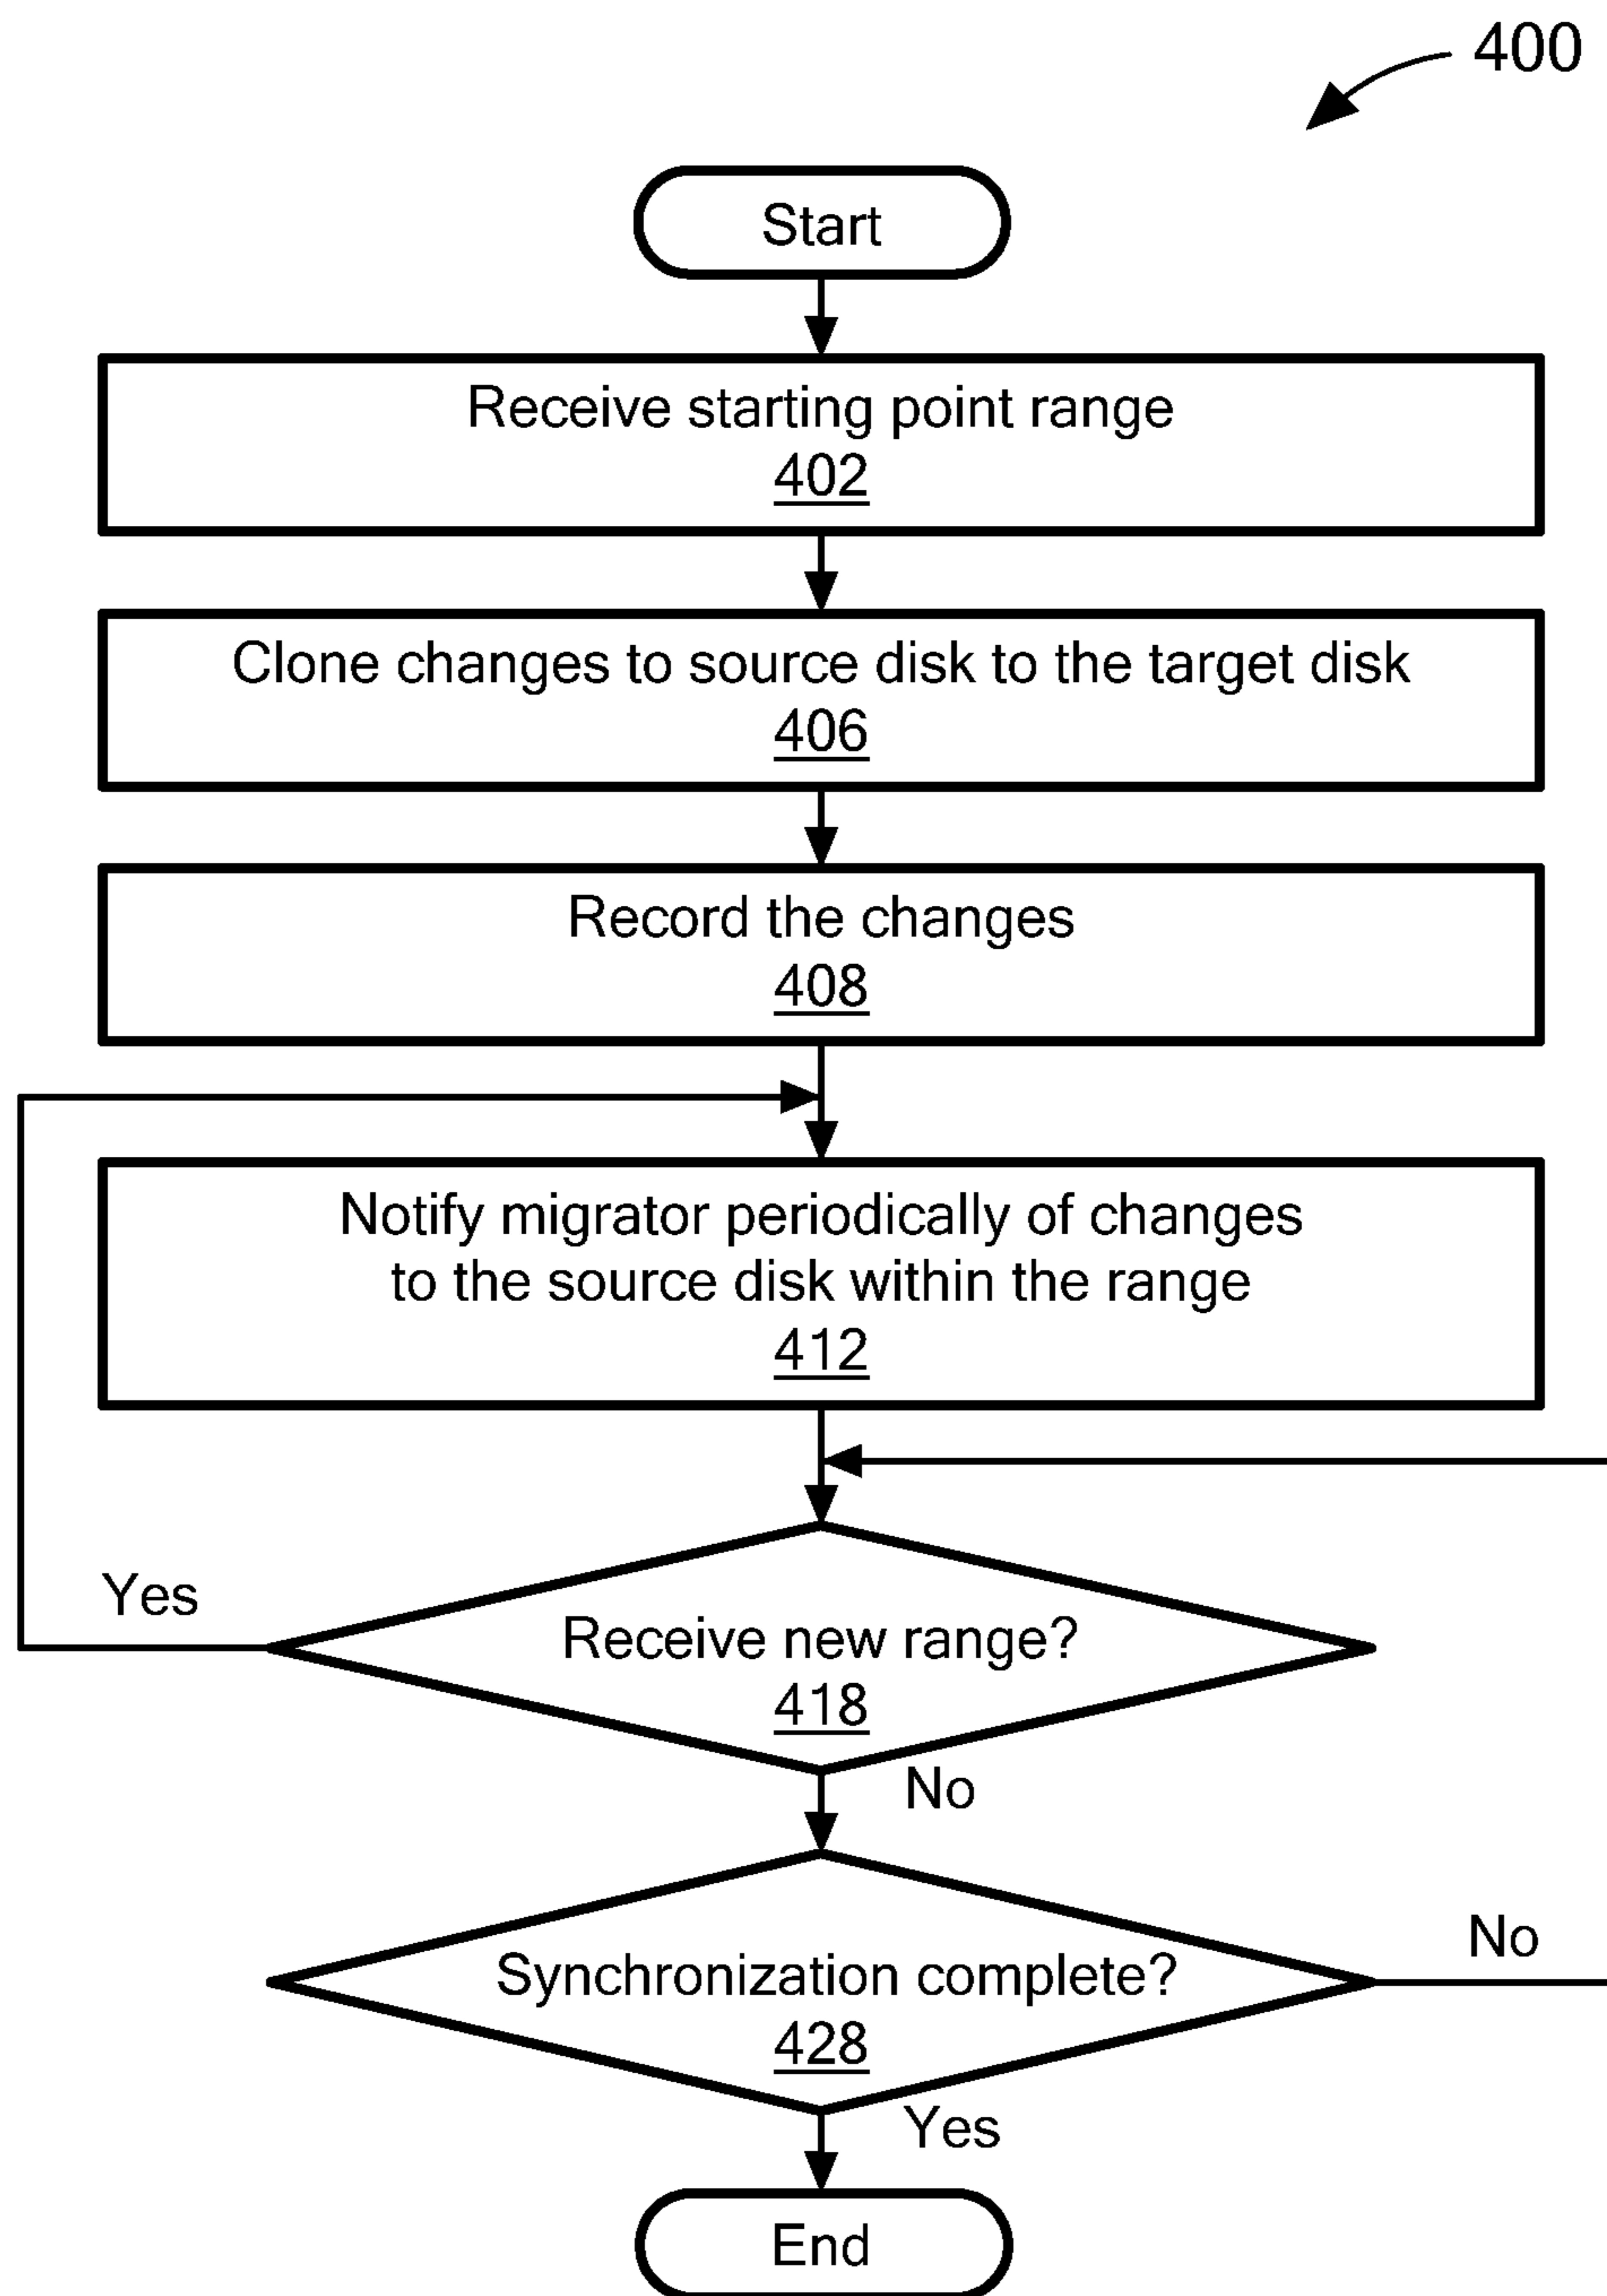 400
Start
Receive starting point range
402
Clone changes to source disk to the target disk
406
Record the changes
408
Notify migrator periodically of changes
to the source disk within the range
412
Yes
Receive new range?
418
No
No
Synchronization complete?
428
Yes
End